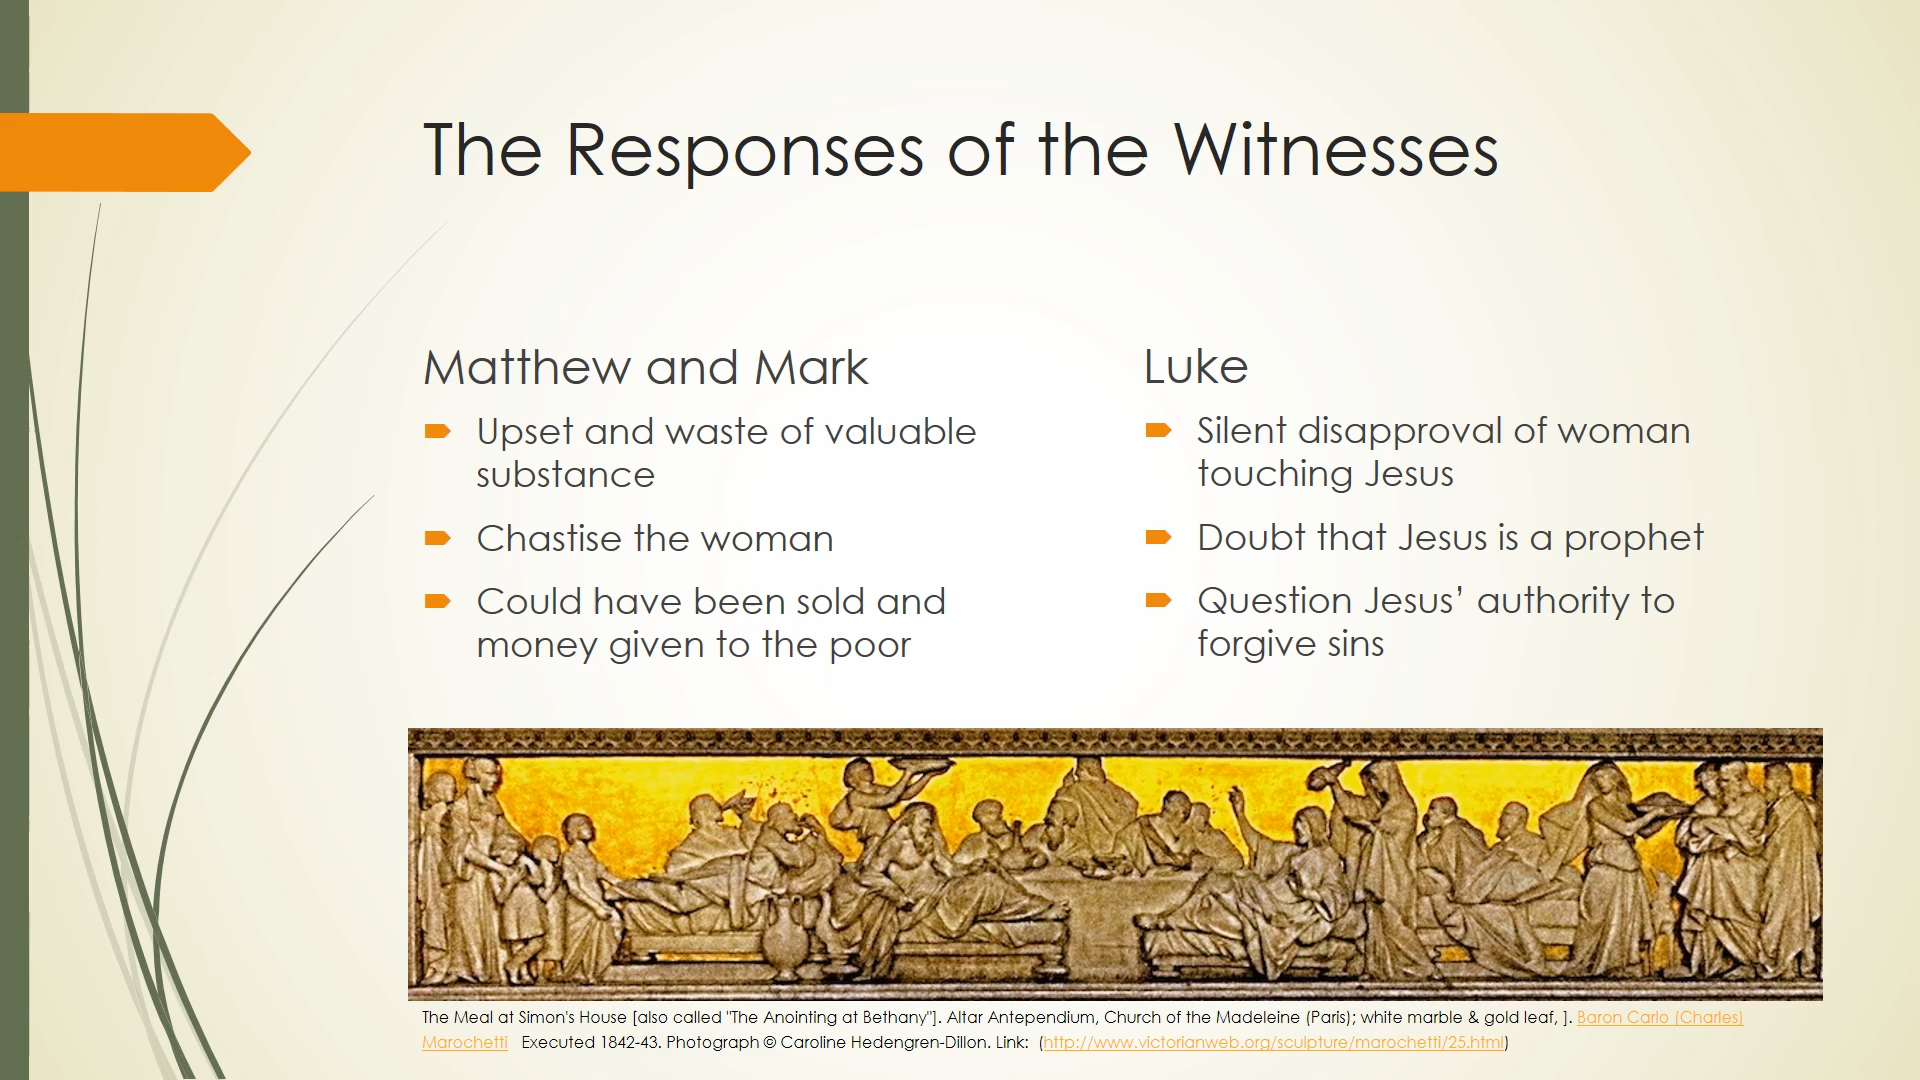 The Responses of the Witnesses
Matthew and Mark
Upset and waste of valuable
substance
Chastise the woman
Could have been sold and
money given to the poor
Luke
Silent disapproval of woman
touching Jesus
Doubt that Jesus is a prophet
Question Jesus’ authority to
forgive sins
The Meal at Simon's House [also called "The Anointing at Bethany"]. Altar Antependium, Church of the Madeleine (Paris); white marble & gold leaf, ]. Baron Carlo (Charles)
Marochetti Executed 1842-43. Photograph © Caroline Hedengren-Dillon. Link: (http://www.victorianweb.org/sculpture/marochetti/25.html)